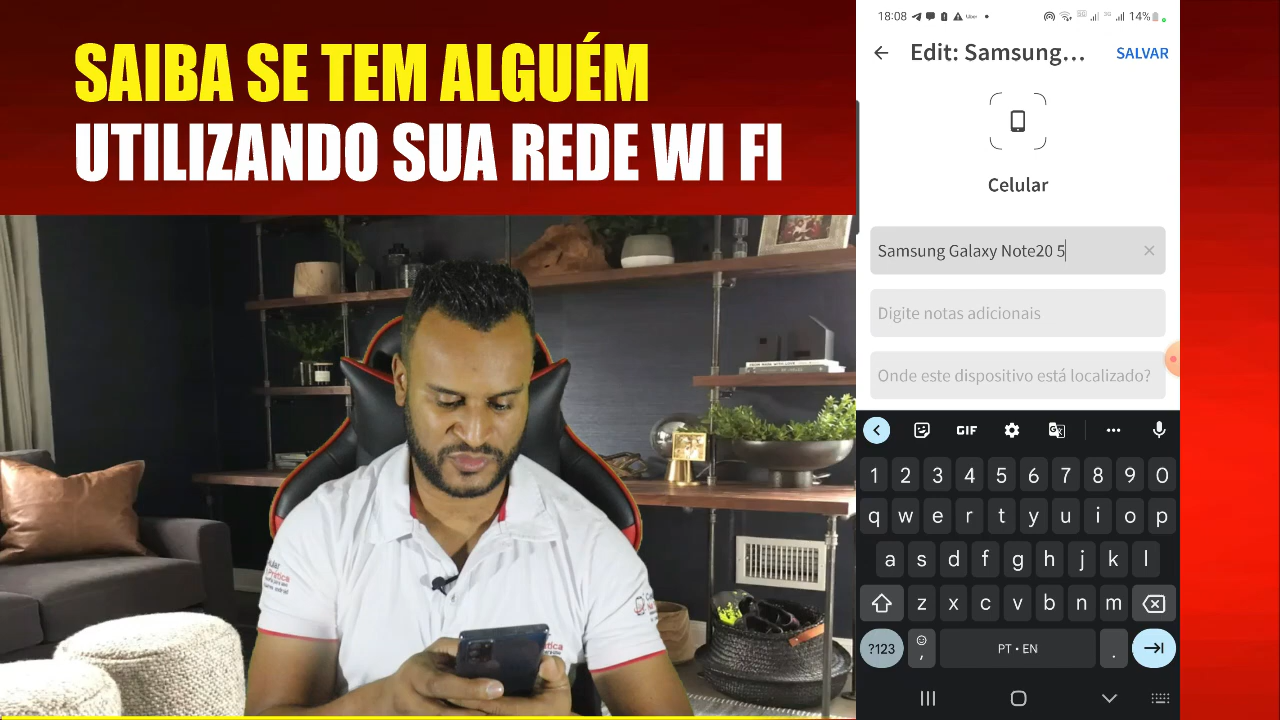 SAIBA SE TEM ALGUÉM
UTILIZANDO SUA REDE WI FI
18:08
14%
Edit: Samsung...
SALVAR
Celular
Samsung Galaxy Note20 5
Digite notas adicionais
Onde este dispositivo está localizado?
GIF
1 2 3 4 5 6 7 8 9 0
q w e r t y u i o p
a s d f g h j k l
z x c v b n m
?123 , PT • EN .
Prática